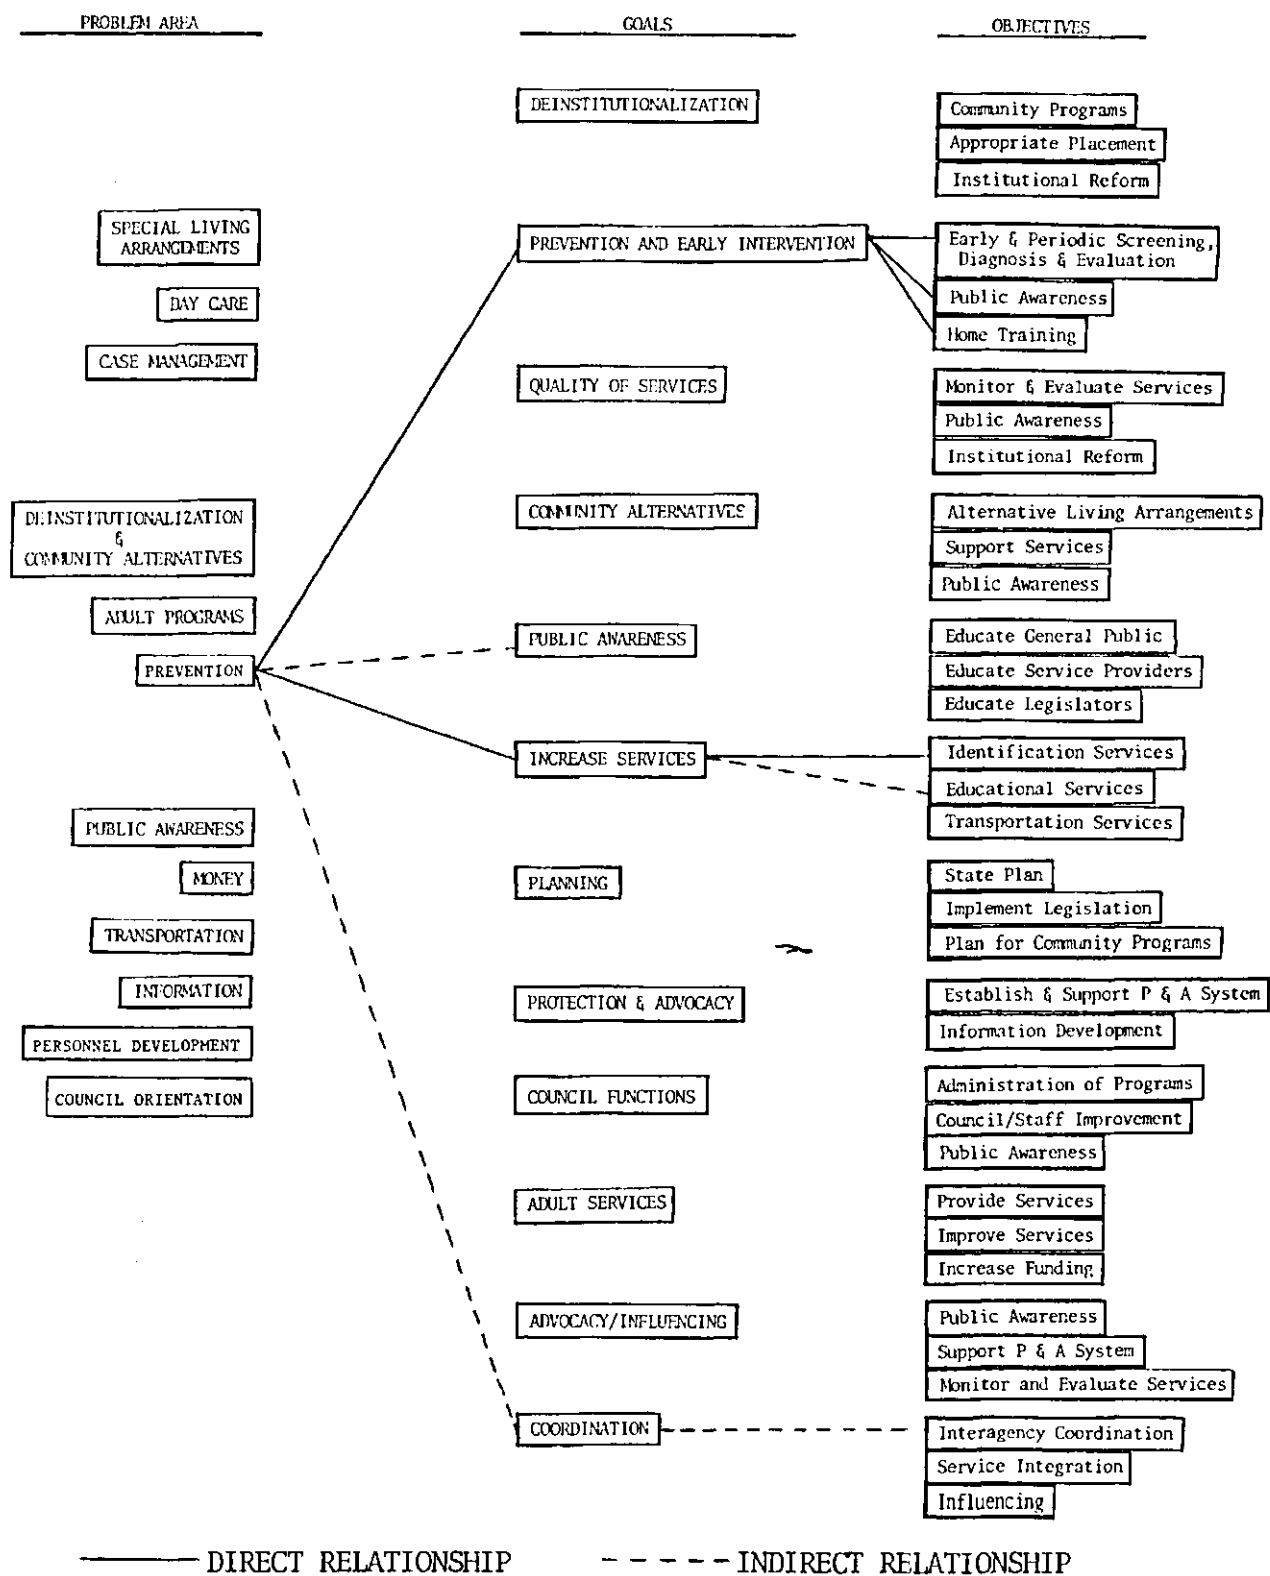 PROBLEM AREA
SPECIAL LIVING
ARRANGEMENTS
DAY CARE
CASE MANAGEMENT
DEINSTITUTIONALIZATION
&
COMMUNITY ALTERNATIVES
ADULT PROGRAMS
PREVENTION
PUBLIC AWARENESS
MONEY
TRANSPORTATION
INFORMATION
PERSONNEL DEVELOPMENT
COUNCIL ORIENTATION
GOALS
DEINSTITUTIONALIZATION
PREVENTION AND EARLY INTERVENTION
QUALITY OF SERVICES
COMMUNITY ALTERNATIVES
PUBLIC AWARENESS
INCREASE SERVICES
PLANNING
PROTECTION & ADVOCACY
COUNCIL FUNCTIONS
ADULT SERVICES
ADVOCACY/INFLUENCING
COORDINATION
OBJECTIVES
Community Programs
Appropriate Placement
Institutional Reform
Early & Periodic Screening,
Diagnosis & Evaluation
Public Awareness
Home Training
Monitor & Evaluate Services
Public Awareness
Institutional Reform
Alternative Living Arrangements
Support Services
Public Awareness
Educate General Public
Educate Service Providers
Educate Legislators
Identification Services
Educational Services
Transportation Services
State Plan
Implement Legislation
Plan for Community Programs
Establish & Support P & A System
Information Development
Administration of Programs
Council/Staff Improvement
Public Awareness
Provide Services
Improve Services
Increase Funding
Public Awareness
Support P & A System
Monitor and Evaluate Services
Interagency Coordination
Service Integration
Influencing
DIRECT RELATIONSHIP
INDIRECT RELATIONSHIP